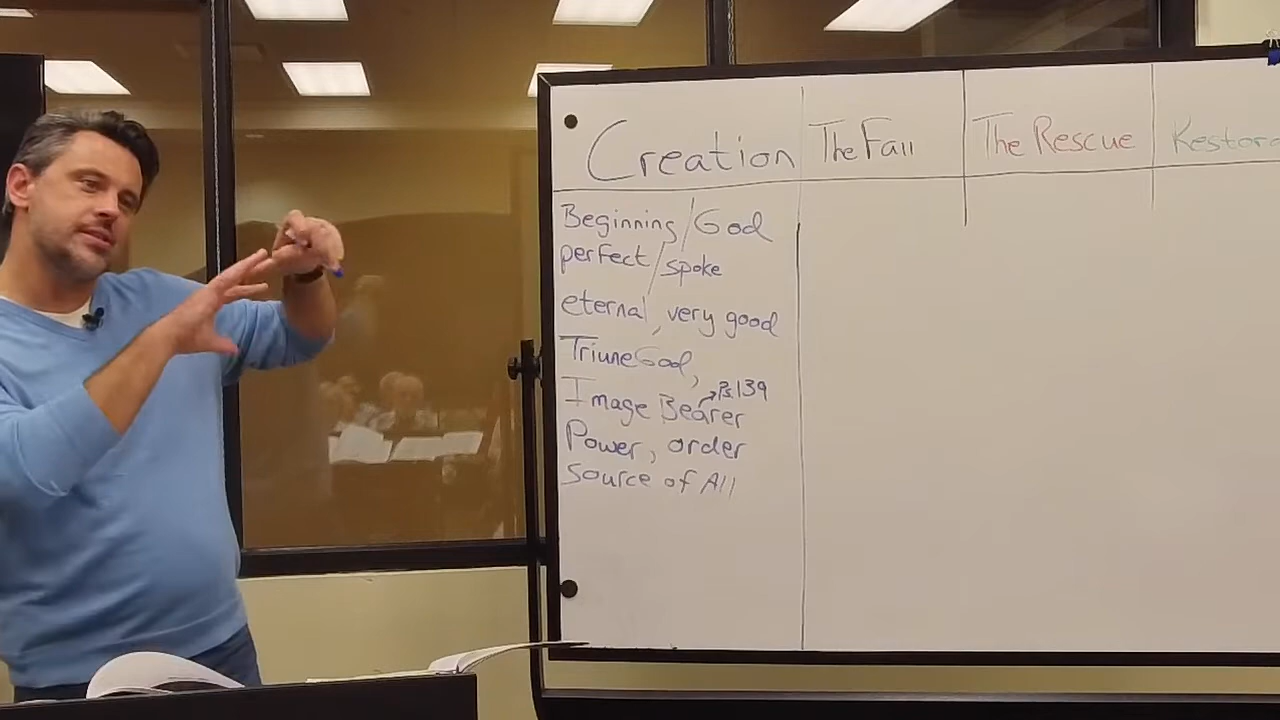 Creation The Fall The Rescue Restora
Beginning/God
perfect/spoke
eternal, very good
Triune God,
→Ps.139
Image Bearer
Power, order
Source of All